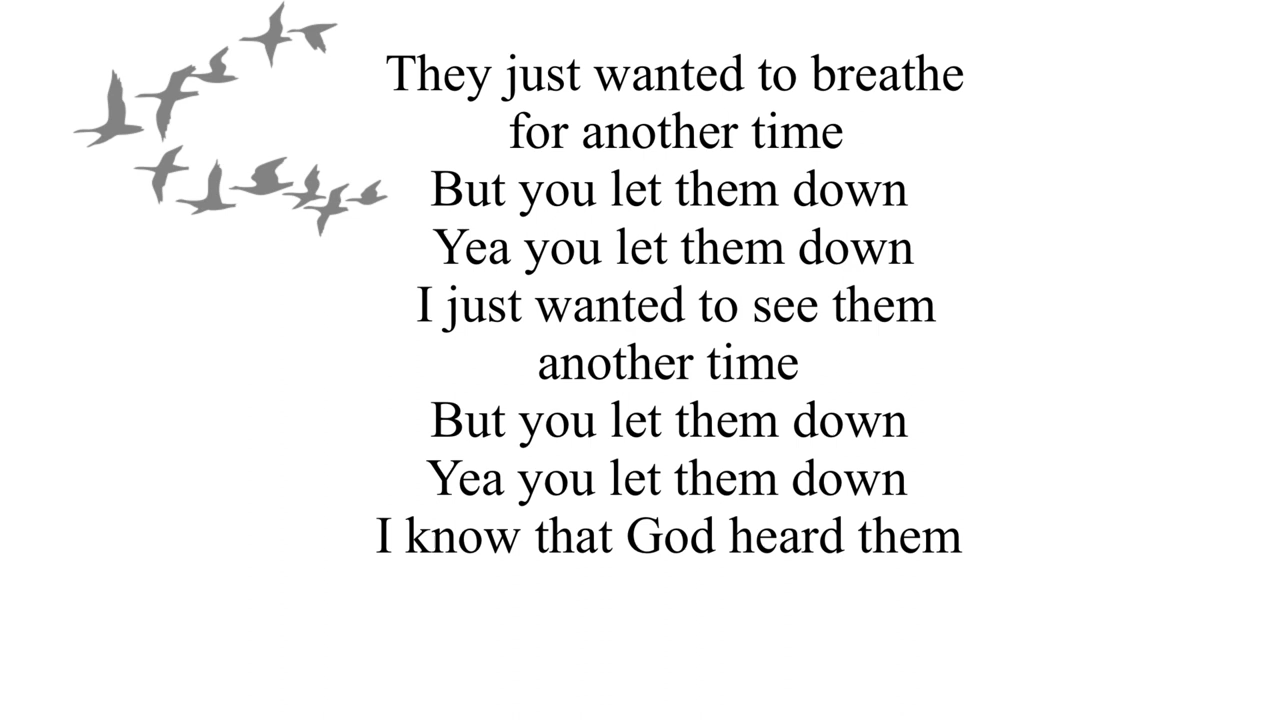 They just wanted to breathe
for another time
But you let them down
Yea you let them down
I just wanted to see them
another time
But you let them down
Yea you let them down
I know that God heard them